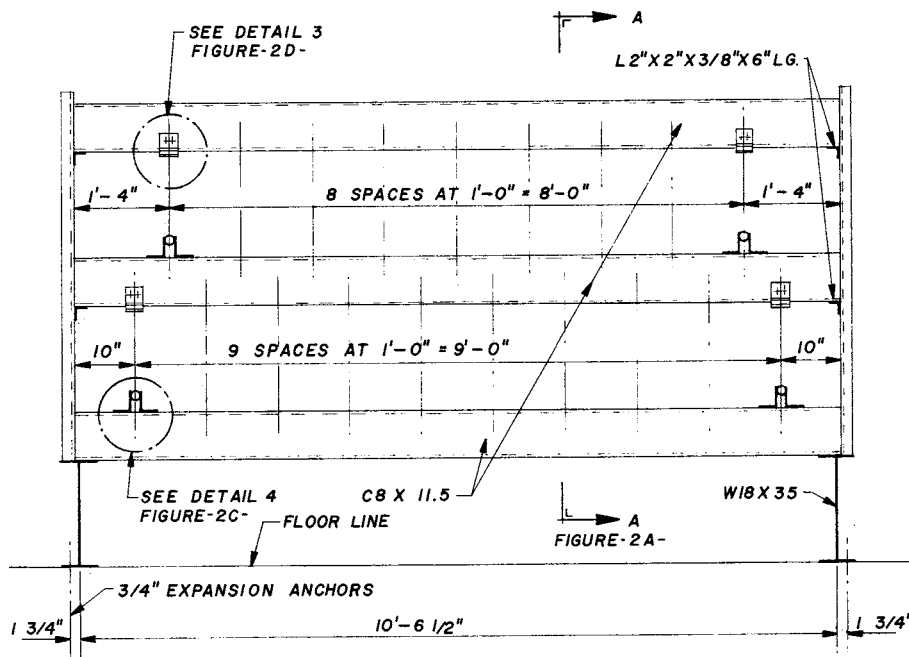 SEE DETAIL 3
FIGURE-2D-
A
L2"X2"X3/8"X6"LG.
1'-4"
8 SPACES AT 1'-0" = 8'-0"
1'-4"
10"
9 SPACES AT 1'-0" = 9'-0"
10"
SEE DETAIL 4
FIGURE-2C-
C8 X 11.5
A
FIGURE-2A-
W18X35
FLOOR LINE
3/4" EXPANSION ANCHORS
1 3/4"
10'-6 1/2"
1 3/4"